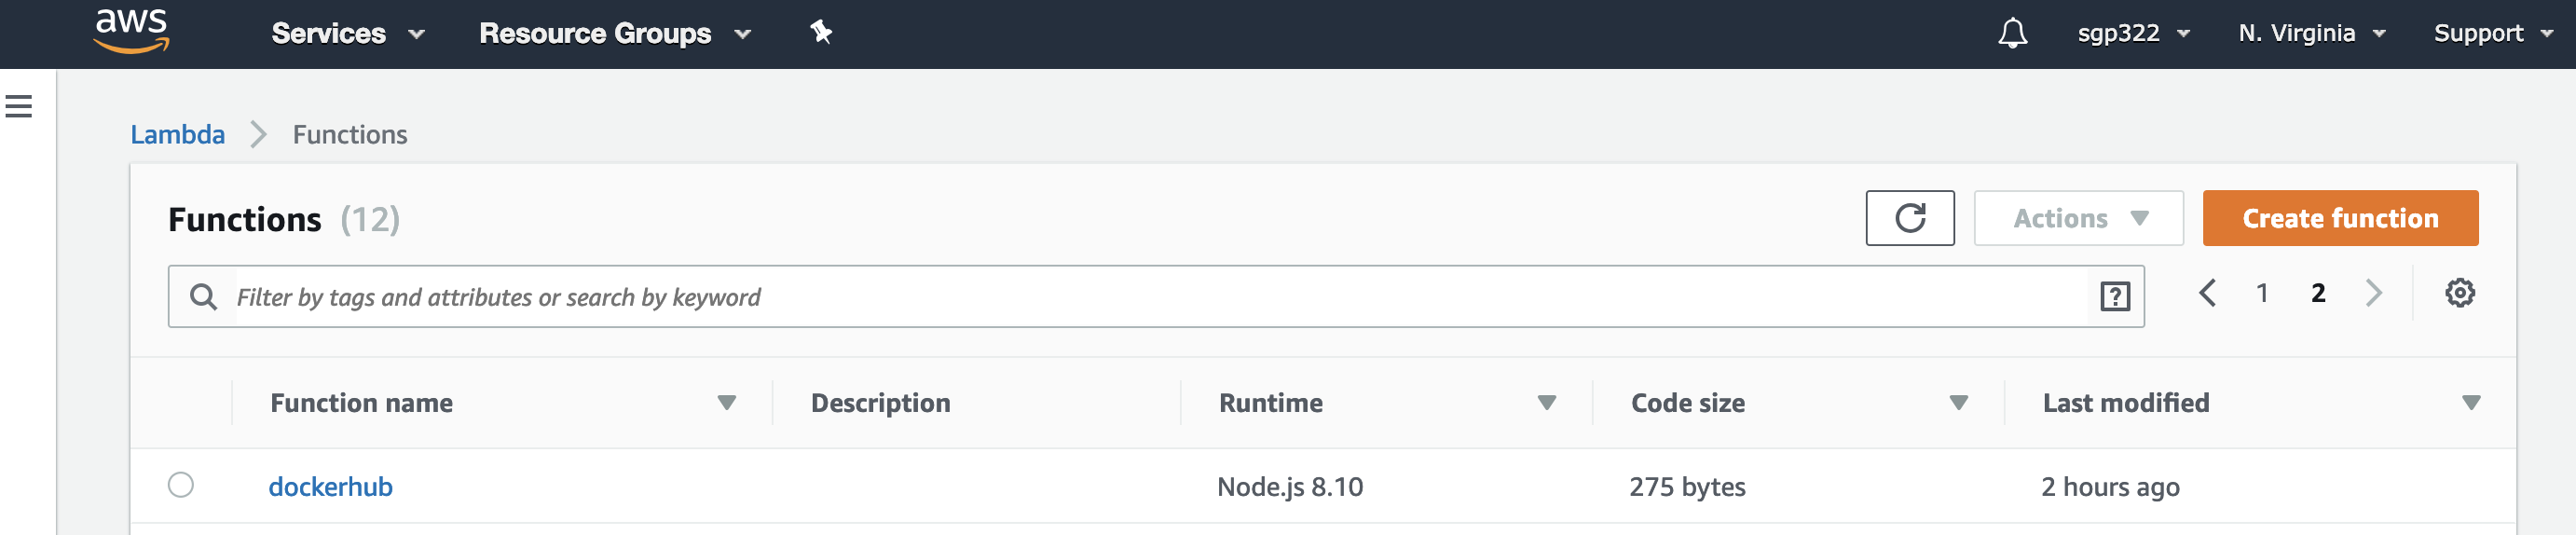 aws Services Resource Groups sgp322 N. Virginia Support
Lambda Functions
Functions (12) Actions Create function
Filter by tags and attributes or search by keyword ? 1 2
Function name Description Runtime Code size Last modified
dockerhub Node.js 8.10 275 bytes 2 hours ago